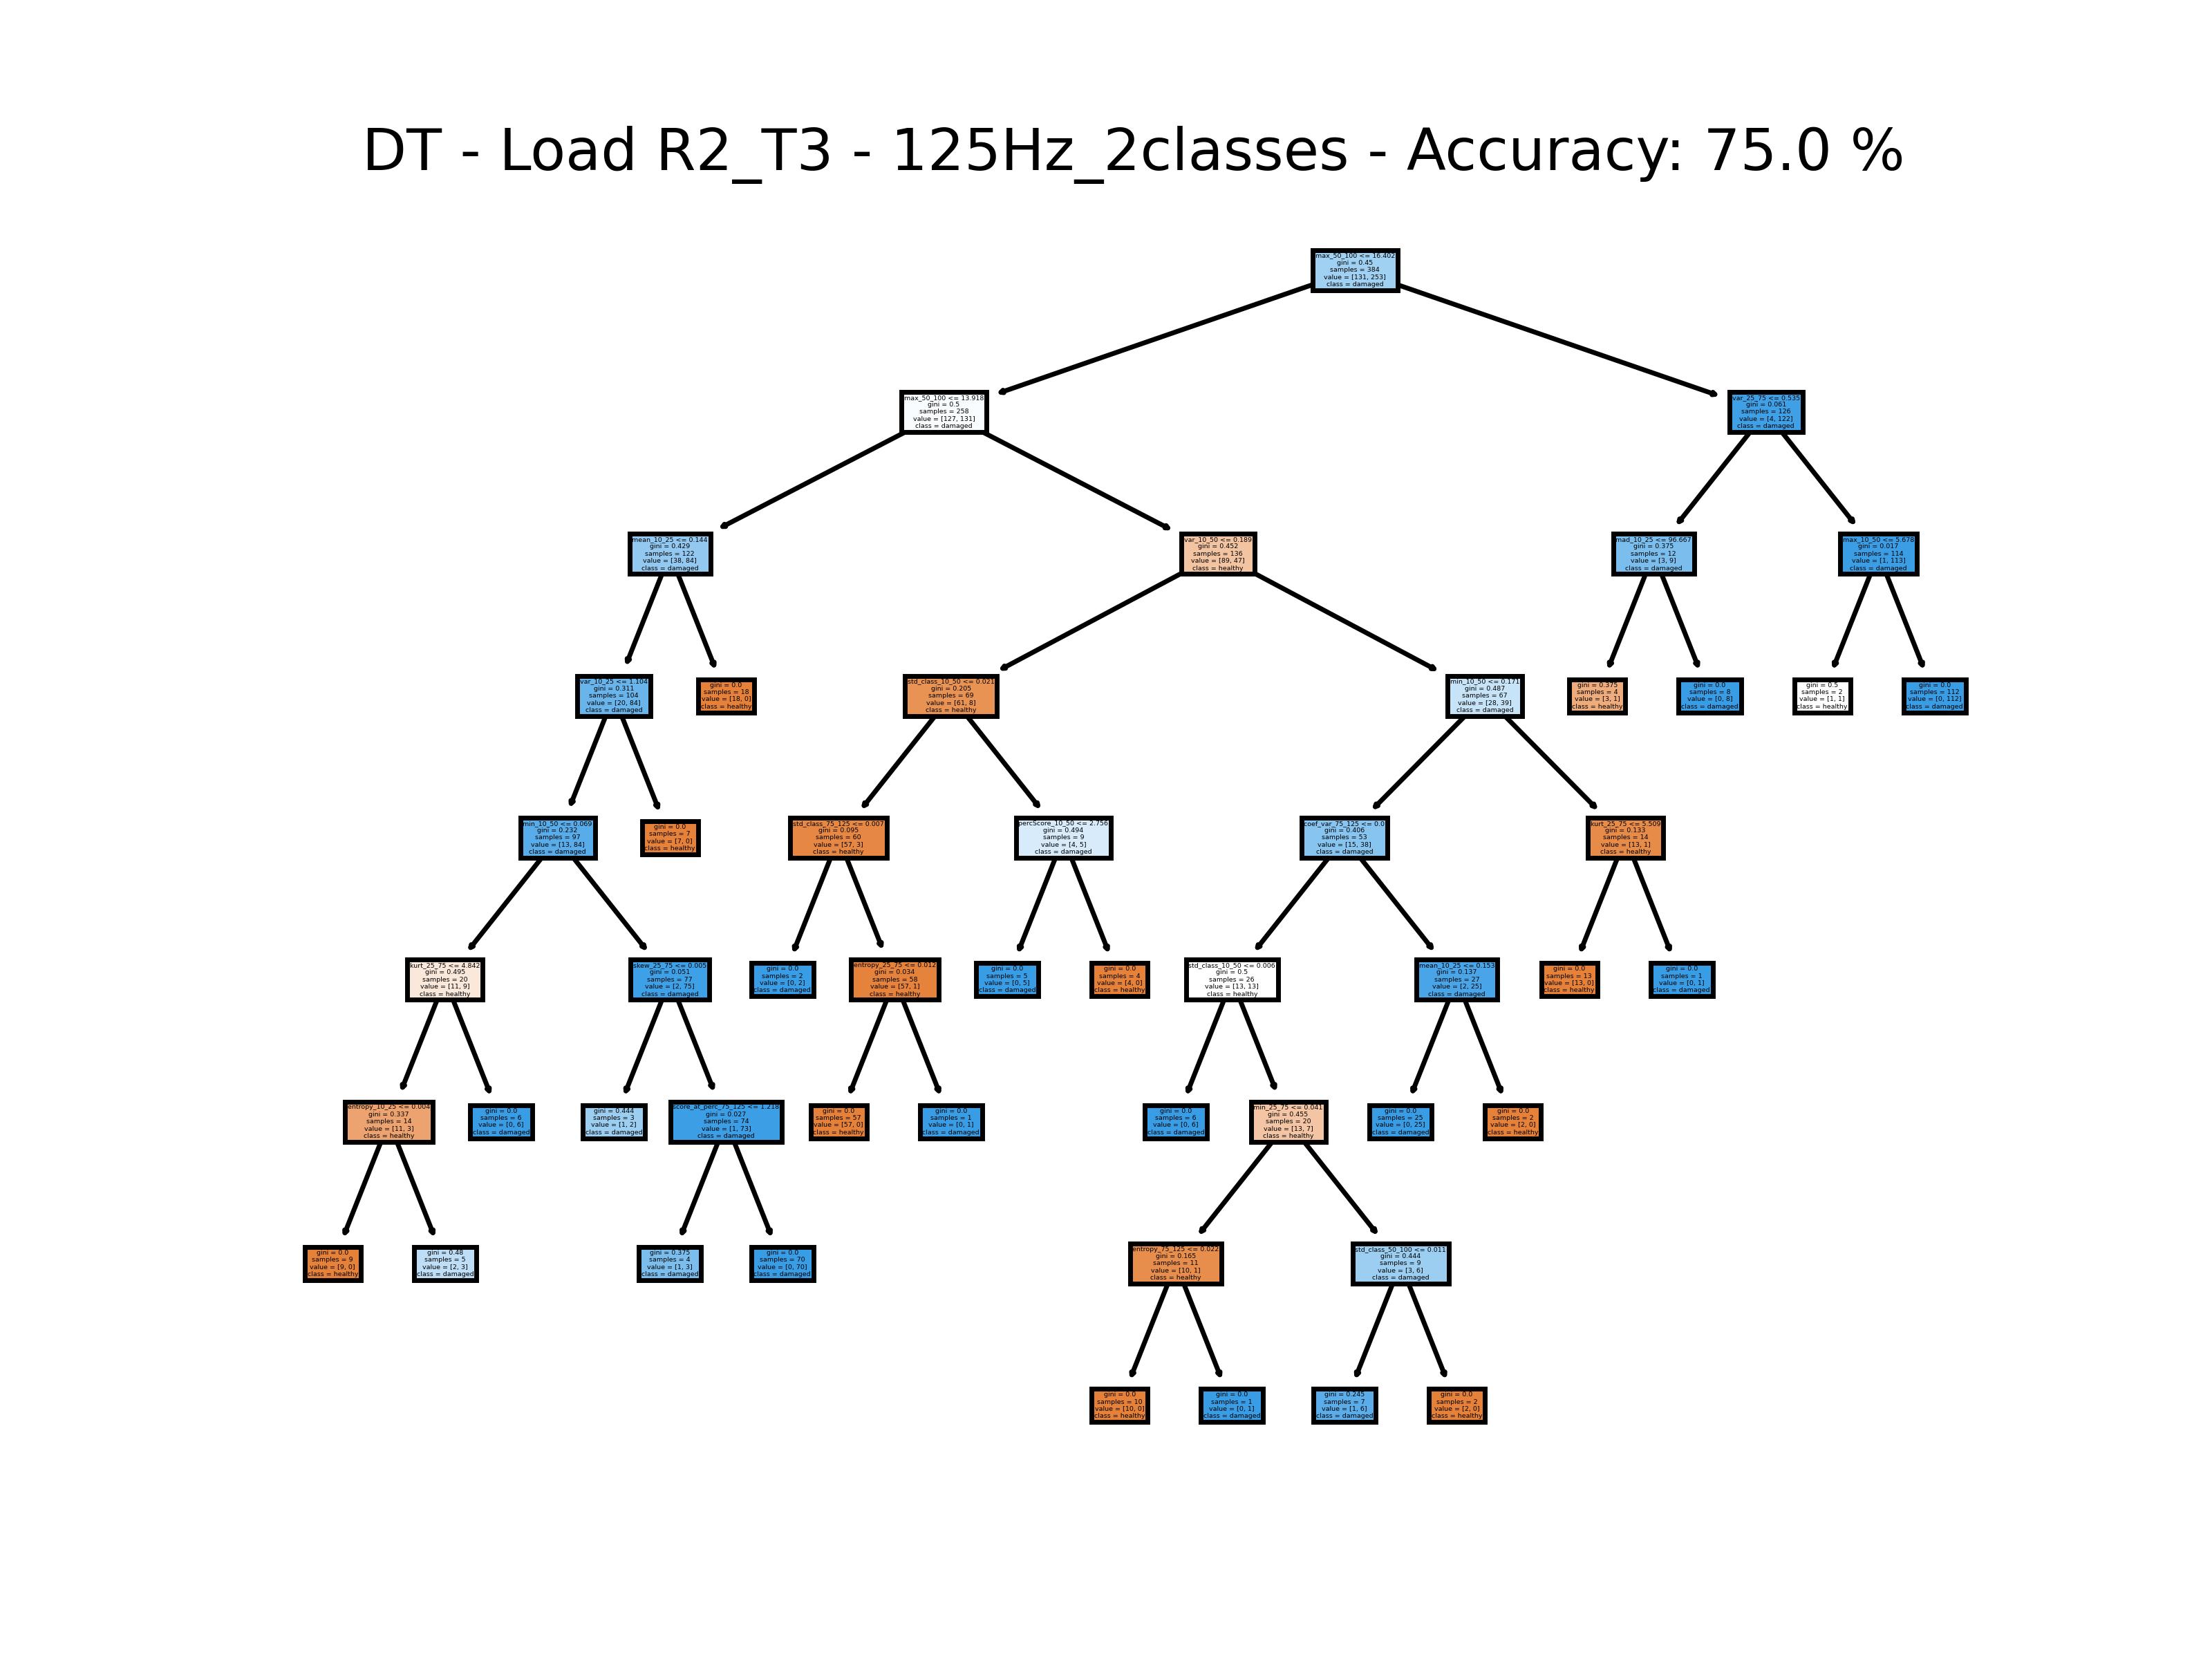 DT - Load R2_T3 - 125Hz_2classes - Accuracy: 75.0 %
max_50_100 <= 16.402
gini = 0.45
samples = 384
value = [131, 253]
class = damaged
max_50_100 <= 13.918
gini = 0.5
samples = 258
value = [127, 131]
class = damaged
var_25_75 <= 0.535
gini = 0.061
samples = 126
value = [4, 122]
class = damaged
mean_10_25 <= 0.144
gini = 0.429
samples = 122
value = [38, 84]
class = damaged
var_10_50 <= 0.189
gini = 0.452
samples = 136
value = [89, 47]
class = healthy
mad_10_25 <= 96.667
gini = 0.375
samples = 12
value = [3, 9]
class = damaged
max_10_50 <= 5.678
gini = 0.017
samples = 114
value = [1, 113]
class = damaged
var_10_25 <= 1.104
gini = 0.311
samples = 104
value = [20, 84]
class = damaged
gini = 0.0
samples = 18
value = [18, 0]
class = healthy
std_class_10_50 <= 0.021
gini = 0.205
samples = 69
value = [61, 8]
class = healthy
min_10_50 <= 0.171
gini = 0.487
samples = 67
value = [28, 39]
class = damaged
gini = 0.375
samples = 4
value = [3, 1]
class = healthy
gini = 0.0
samples = 8
value = [0, 8]
class = damaged
gini = 0.5
samples = 2
value = [1, 1]
class = healthy
gini = 0.0
samples = 112
value = [0, 112]
class = damaged
min_10_50 <= 0.069
gini = 0.232
samples = 97
value = [13, 84]
class = damaged
gini = 0.0
samples = 7
value = [7, 0]
class = healthy
std_class_75_125 <= 0.007
gini = 0.095
samples = 60
value = [57, 3]
class = healthy
percScore_10_50 <= 2.756
gini = 0.494
samples = 9
value = [4, 5]
class = damaged
coef_var_75_125 <= 0.0
gini = 0.406
samples = 53
value = [15, 38]
class = damaged
kurt_25_75 <= 5.509
gini = 0.133
samples = 14
value = [13, 1]
class = healthy
kurt_25_75 <= 4.842
gini = 0.495
samples = 20
value = [11, 9]
class = healthy
skew_25_75 <= 0.005
gini = 0.051
samples = 77
value = [2, 75]
class = damaged
gini = 0.0
samples = 2
value = [0, 2]
class = damaged
entropy_25_75 <= 0.012
gini = 0.034
samples = 58
value = [57, 1]
class = healthy
gini = 0.0
samples = 5
value = [0, 5]
class = damaged
gini = 0.0
samples = 4
value = [4, 0]
class = healthy
std_class_10_50 <= 0.006
gini = 0.5
samples = 26
value = [13, 13]
class = healthy
mean_10_25 <= 0.153
gini = 0.137
samples = 27
value = [2, 25]
class = damaged
gini = 0.0
samples = 13
value = [13, 0]
class = healthy
gini = 0.0
samples = 1
value = [0, 1]
class = damaged
entropy_10_25 <= 0.004
gini = 0.337
samples = 14
value = [11, 3]
class = healthy
gini = 0.0
samples = 6
value = [0, 6]
class = damaged
gini = 0.444
samples = 3
value = [1, 2]
class = damaged
score_at_perc_75_125 <= 1.218
gini = 0.027
samples = 74
value = [1, 73]
class = damaged
gini = 0.0
samples = 57
value = [57, 0]
class = healthy
gini = 0.0
samples = 1
value = [0, 1]
class = damaged
gini = 0.0
samples = 6
value = [0, 6]
class = damaged
min_25_75 <= 0.041
gini = 0.455
samples = 20
value = [13, 7]
class = healthy
gini = 0.0
samples = 25
value = [0, 25]
class = damaged
gini = 0.0
samples = 2
value = [2, 0]
class = healthy
gini = 0.0
samples = 9
value = [9, 0]
class = healthy
gini = 0.48
samples = 5
value = [2, 3]
class = damaged
gini = 0.375
samples = 4
value = [1, 3]
class = damaged
gini = 0.0
samples = 70
value = [0, 70]
class = damaged
entropy_75_125 <= 0.022
gini = 0.165
samples = 11
value = [10, 1]
class = healthy
std_class_50_100 <= 0.011
gini = 0.444
samples = 9
value = [3, 6]
class = damaged
gini = 0.0
samples = 10
value = [10, 0]
class = healthy
gini = 0.0
samples = 1
value = [0, 1]
class = damaged
gini = 0.245
samples = 7
value = [1, 6]
class = damaged
gini = 0.0
samples = 2
value = [2, 0]
class = healthy